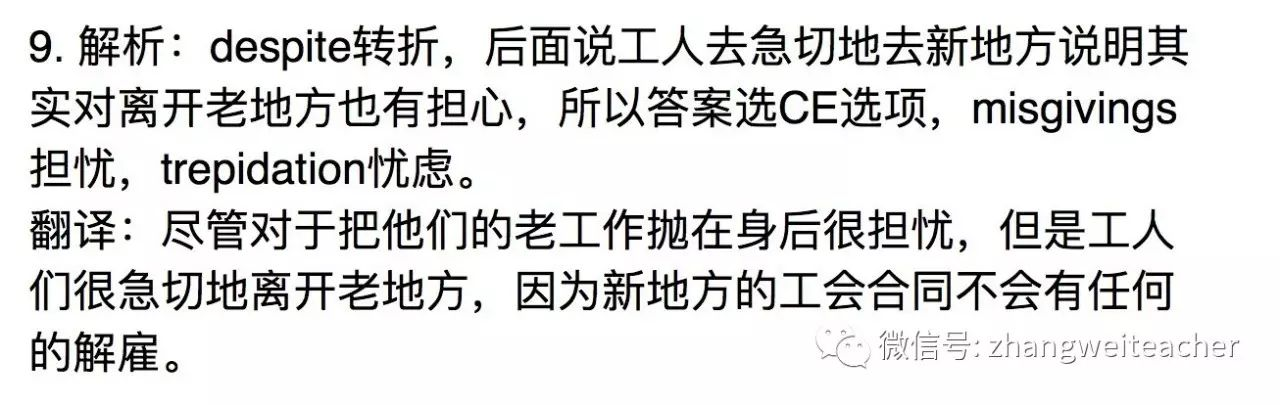 9. 解析：despite转折，后面说工人去急切地去新地方说明其
实对离开老地方也有担心，所以答案选CE选项，misgivings
担忧，trepidation忧虑。
翻译：尽管对于把他们的老工作抛在身后很担忧，但是工人
们很急切地离开老地方，因为新地方的工会合同不会有任何
的解雇。
微信号: zhangweiteacher